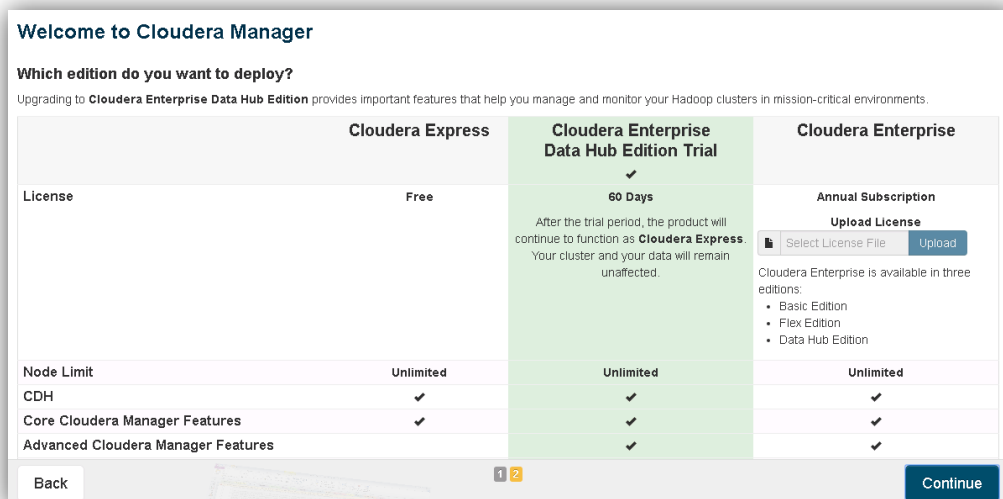 Welcome to Cloudera Manager
Which edition do you want to deploy?
Upgrading to Cloudera Enterprise Data Hub Edition provides important features that help you manage and monitor your Hadoop clusters in mission-critical environments.
Cloudera Express
Cloudera Enterprise
Data Hub Edition Trial
Cloudera Enterprise
License
Free
60 Days
After the trial period, the product will
continue to function as Cloudera Express.
Your cluster and your data will remain
unaffected.
Annual Subscription
Upload License
Select License File
Upload
Cloudera Enterprise is available in three
editions:
• Basic Edition
• Flex Edition
• Data Hub Edition
Node Limit
Unlimited
Unlimited
Unlimited
CDH
Core Cloudera Manager Features
Advanced Cloudera Manager Features
Back
1 2
Continue